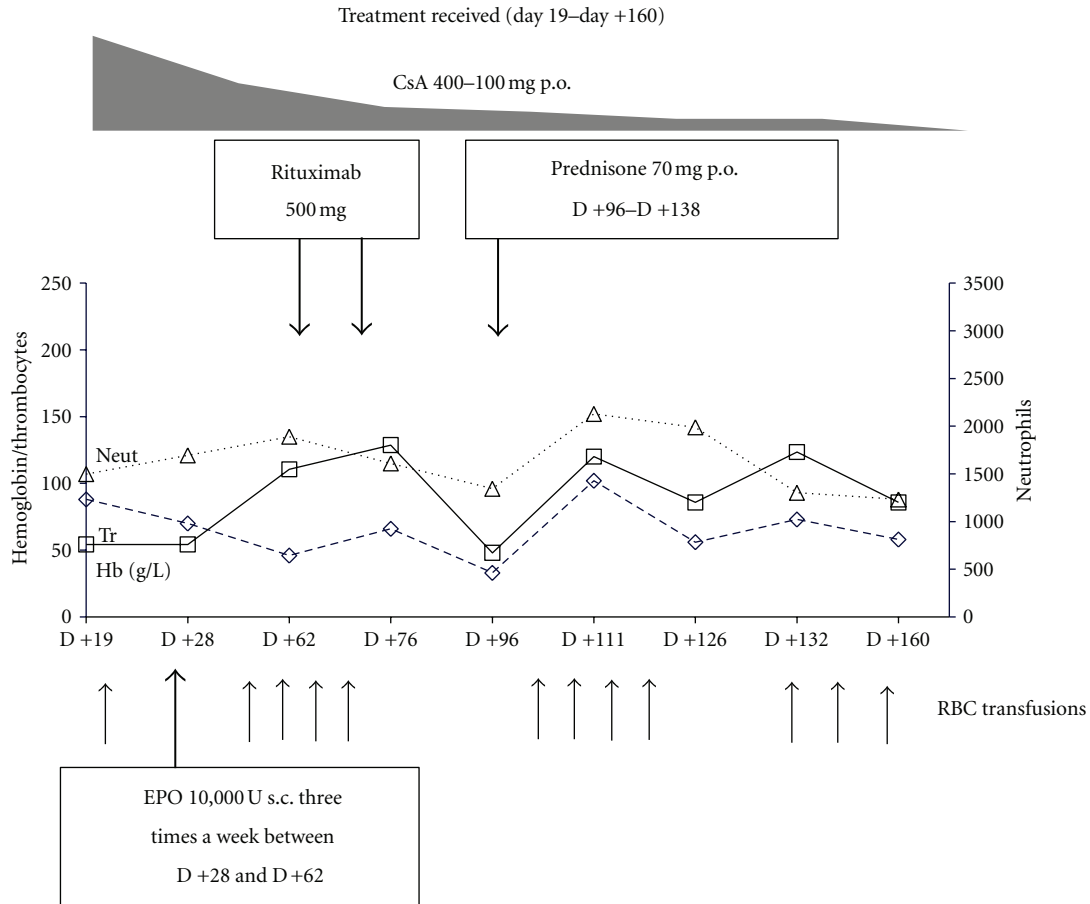 Treatment received (day 19–day +160)
CsA 400–100 mg p.o.
Rituximab
500 mg
Prednisone 70 mg p.o.
D +96–D +138
Hemoglobin/thrombocytes
250
200
150
100
50
0
Neut
Tr
Hb (g/L)
3500
3000
2500
2000
1500
1000
500
0
Neutrophils
D +19 D +28 D +62 D +76 D +96 D +111 D +126 D +132 D +160
RBC transfusions
EPO 10,000 U s.c. three
times a week between
D +28 and D +62